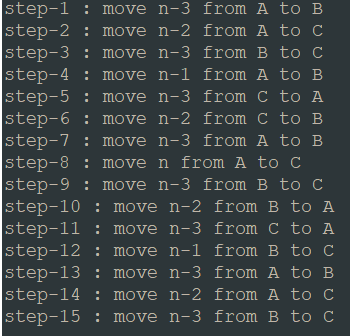 step-1 : move n-3 from A to B
step-2 : move n-2 from A to C
step-3 : move n-3 from B to C
step-4 : move n-1 from A to B
step-5 : move n-3 from C to A
step-6 : move n-2 from C to B
step-7 : move n-3 from A to B
step-8 : move n from A to C
step-9 : move n-3 from B to C
step-10 : move n-2 from B to A
step-11 : move n-3 from C to A
step-12 : move n-1 from B to C
step-13 : move n-3 from A to B
step-14 : move n-2 from A to C
step-15 : move n-3 from B to C